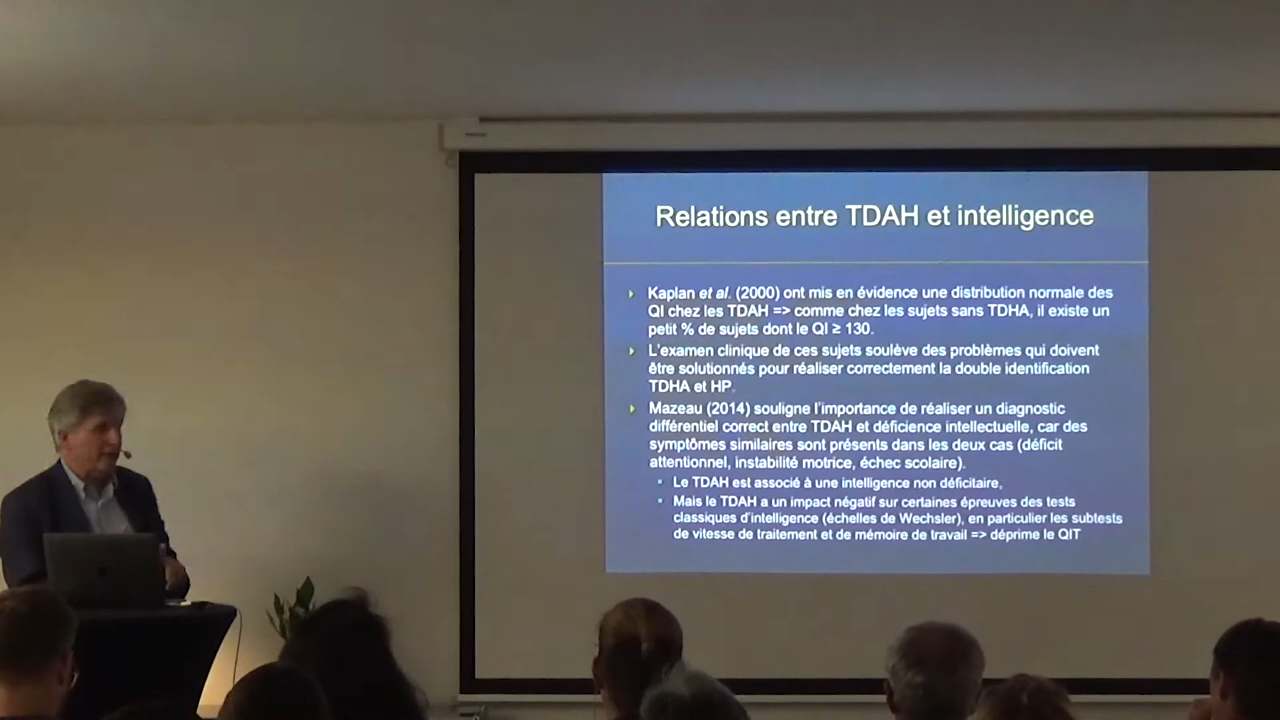 Relations entre TDAH et intelligence
Kaplan et al. (2000) ont mis en évidence une distribution normale des
QI chez les TDAH => comme chez les sujets sans TDHA, il existe un
petit % de sujets dont le QI ≥ 130.
L'examen clinique de ces sujets soulève des problèmes qui doivent
être solutionnés pour réaliser correctement la double identification
TDHA et HP.
Mazeau (2014) souligne l'importance de réaliser un diagnostic
différentiel correct entre TDAH et déficience intellectuelle, car des
symptômes similaires sont présents dans les deux cas (déficit
attentionnel, instabilité motrice, échec scolaire).
Le TDAH est associé à une intelligence non déficitaire,
Mais le TDAH a un impact négatif sur certaines épreuves des tests
classiques d'intelligence (échelles de Wechsler), en particulier les subtests
de vitesse de traitement et de mémoire de travail => déprime le QIT